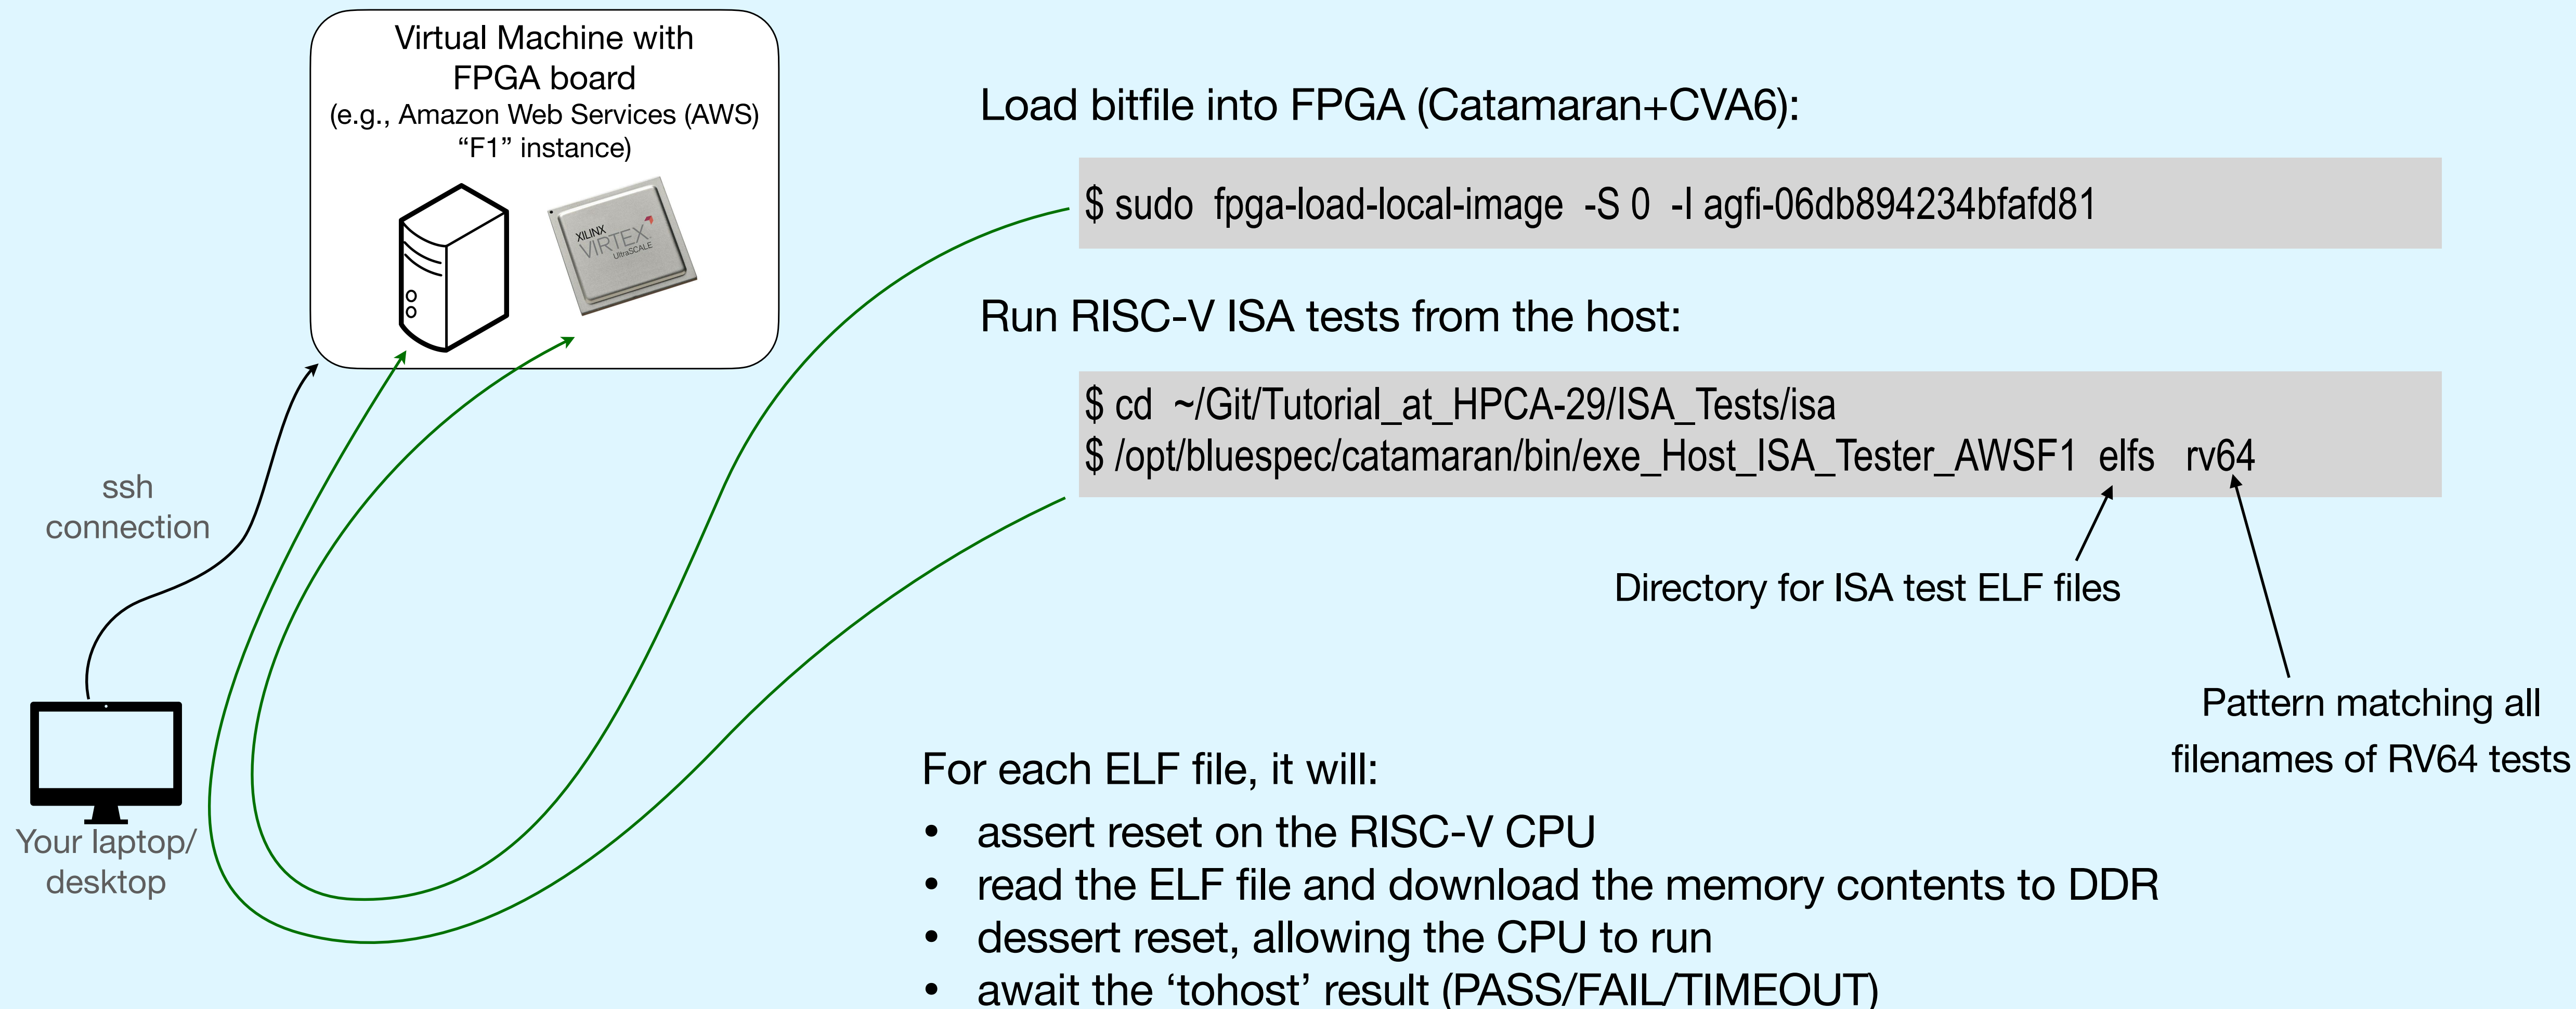 Virtual Machine with
FPGA board
(e.g., Amazon Web Services (AWS)
“F1” instance)
XILINX
VIRTEX
UltraSCALE
ssh
connection
Your laptop/
desktop
Load bitfile into FPGA (Catamaran+CVA6):
$ sudo fpga-load-local-image -S 0 -I agfi-06db894234bfafd81
Run RISC-V ISA tests from the host:
$ cd ~/Git/Tutorial_at_HPCA-29/ISA_Tests/isa
$ /opt/bluespec/catamaran/bin/exe_Host_ISA_Tester_AWSF1 elfs rv64
Directory for ISA test ELF files
Pattern matching all
filenames of RV64 tests
For each ELF file, it will:
• assert reset on the RISC-V CPU
• read the ELF file and download the memory contents to DDR
• dessert reset, allowing the CPU to run
• await the ‘tohost’ result (PASS/FAIL/TIMEOUT)